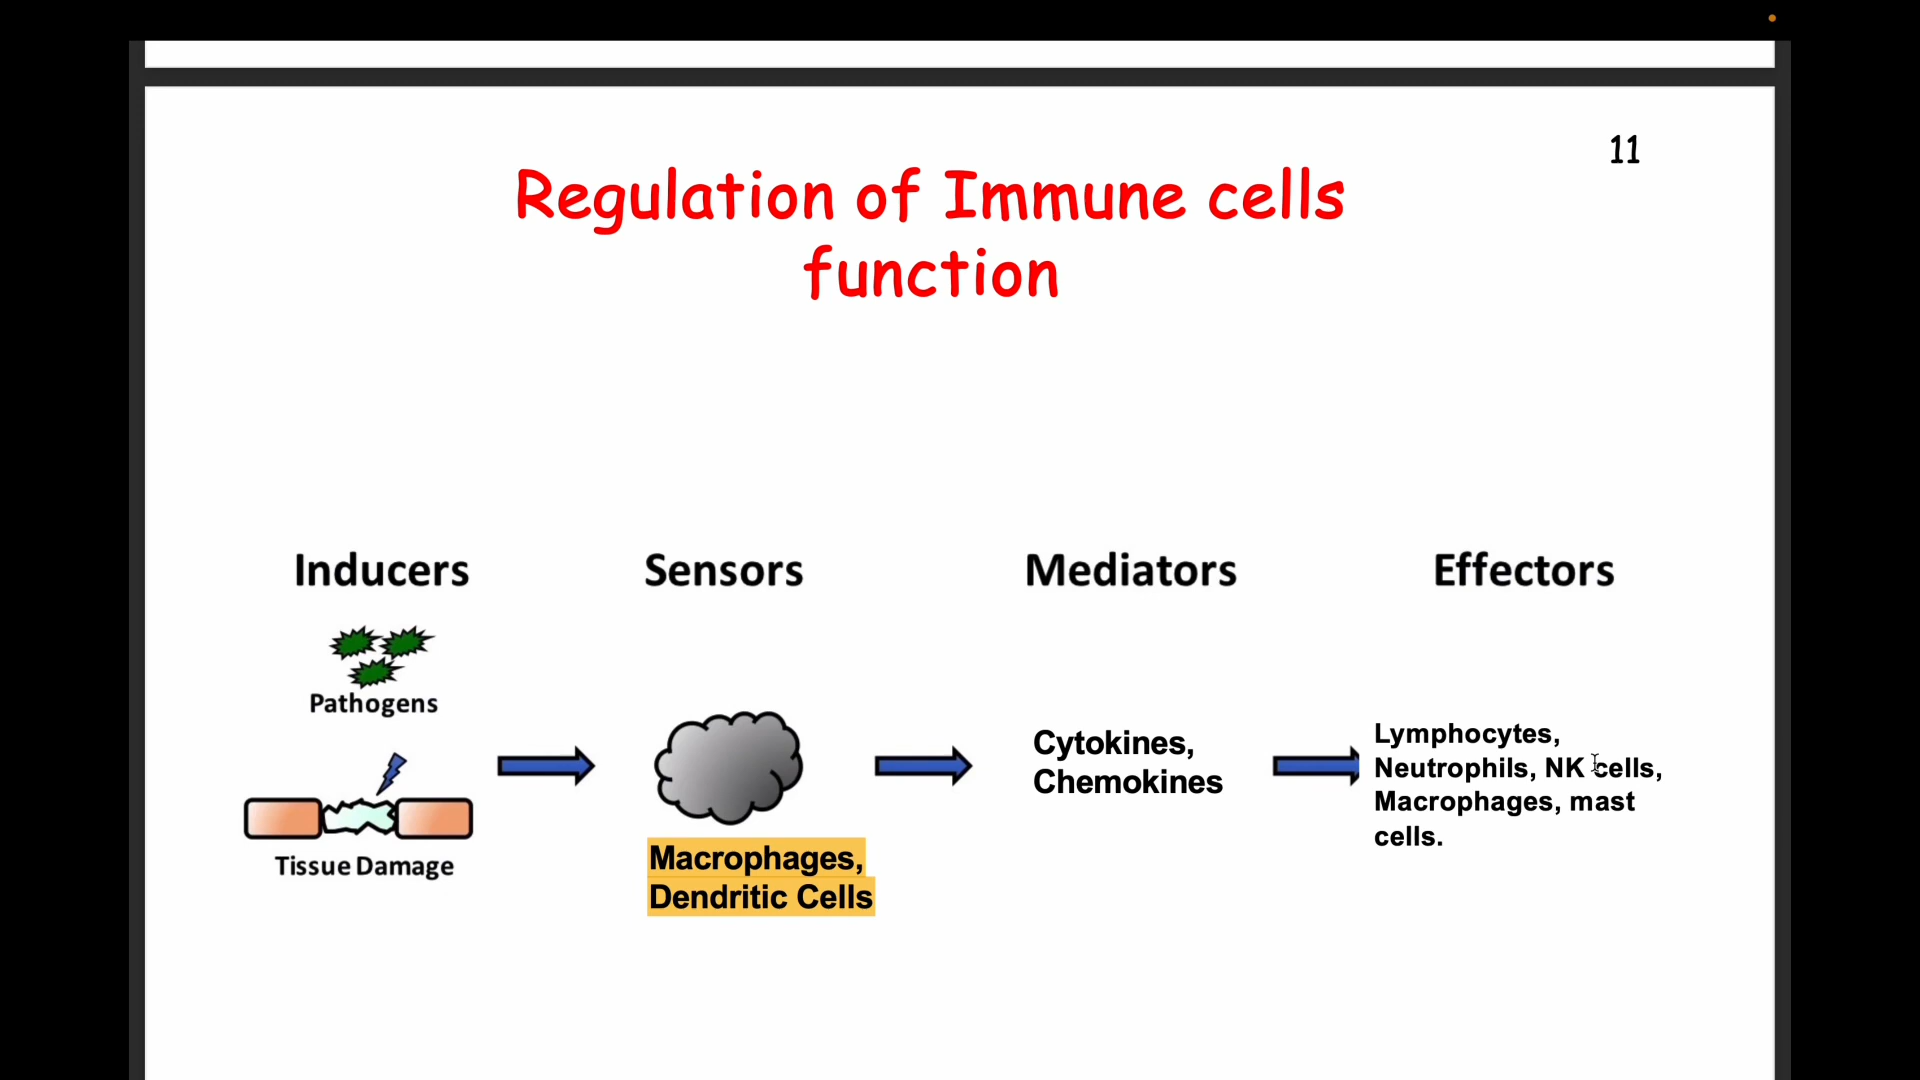 11
Regulation of Immune cells
function
Inducers
Sensors
Mediators
Effectors
Pathogens
Tissue Damage
Macrophages,
Dendritic Cells
Cytokines,
Chemokines
Lymphocytes,
Neutrophils, NK cells,
Macrophages, mast
cells.